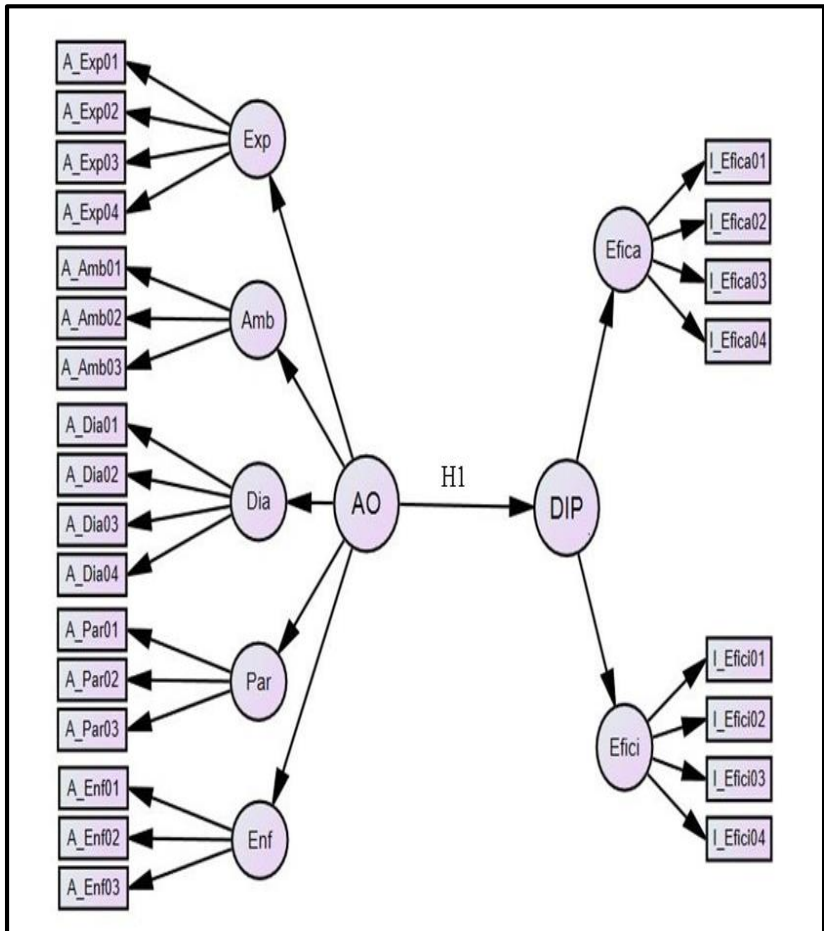 A_Exp01
A_Exp02
A_Exp03
A_Exp04
Exp
A_Amb01
A_Amb02
A_Amb03
Amb
A_Dia01
A_Dia02
A_Dia03
A_Dia04
Dia
A_Par01
A_Par02
A_Par03
Par
A_Enf01
A_Enf02
A_Enf03
Enf
AO
H1
DIP
Efica
I_Efica01
I_Efica02
I_Efica03
I_Efica04
Efici
I_Efici01
I_Efici02
I_Efici03
I_Efici04